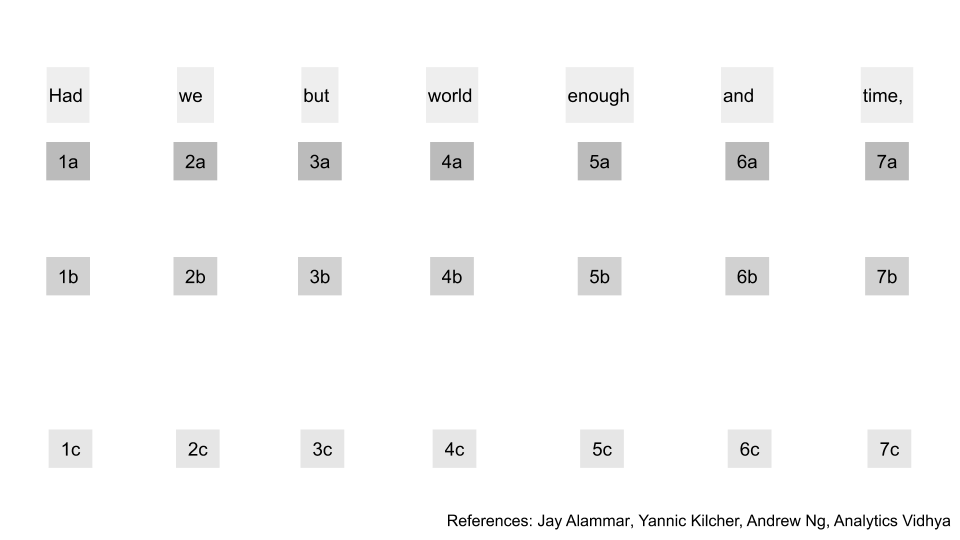 Had we but world enough and time,
1a 2a 3a 4a 5a 6a 7a
1b 2b 3b 4b 5b 6b 7b
1c 2c 3c 4c 5c 6c 7c
References: Jay Alammar, Yannic Kilcher, Andrew Ng, Analytics Vidhya